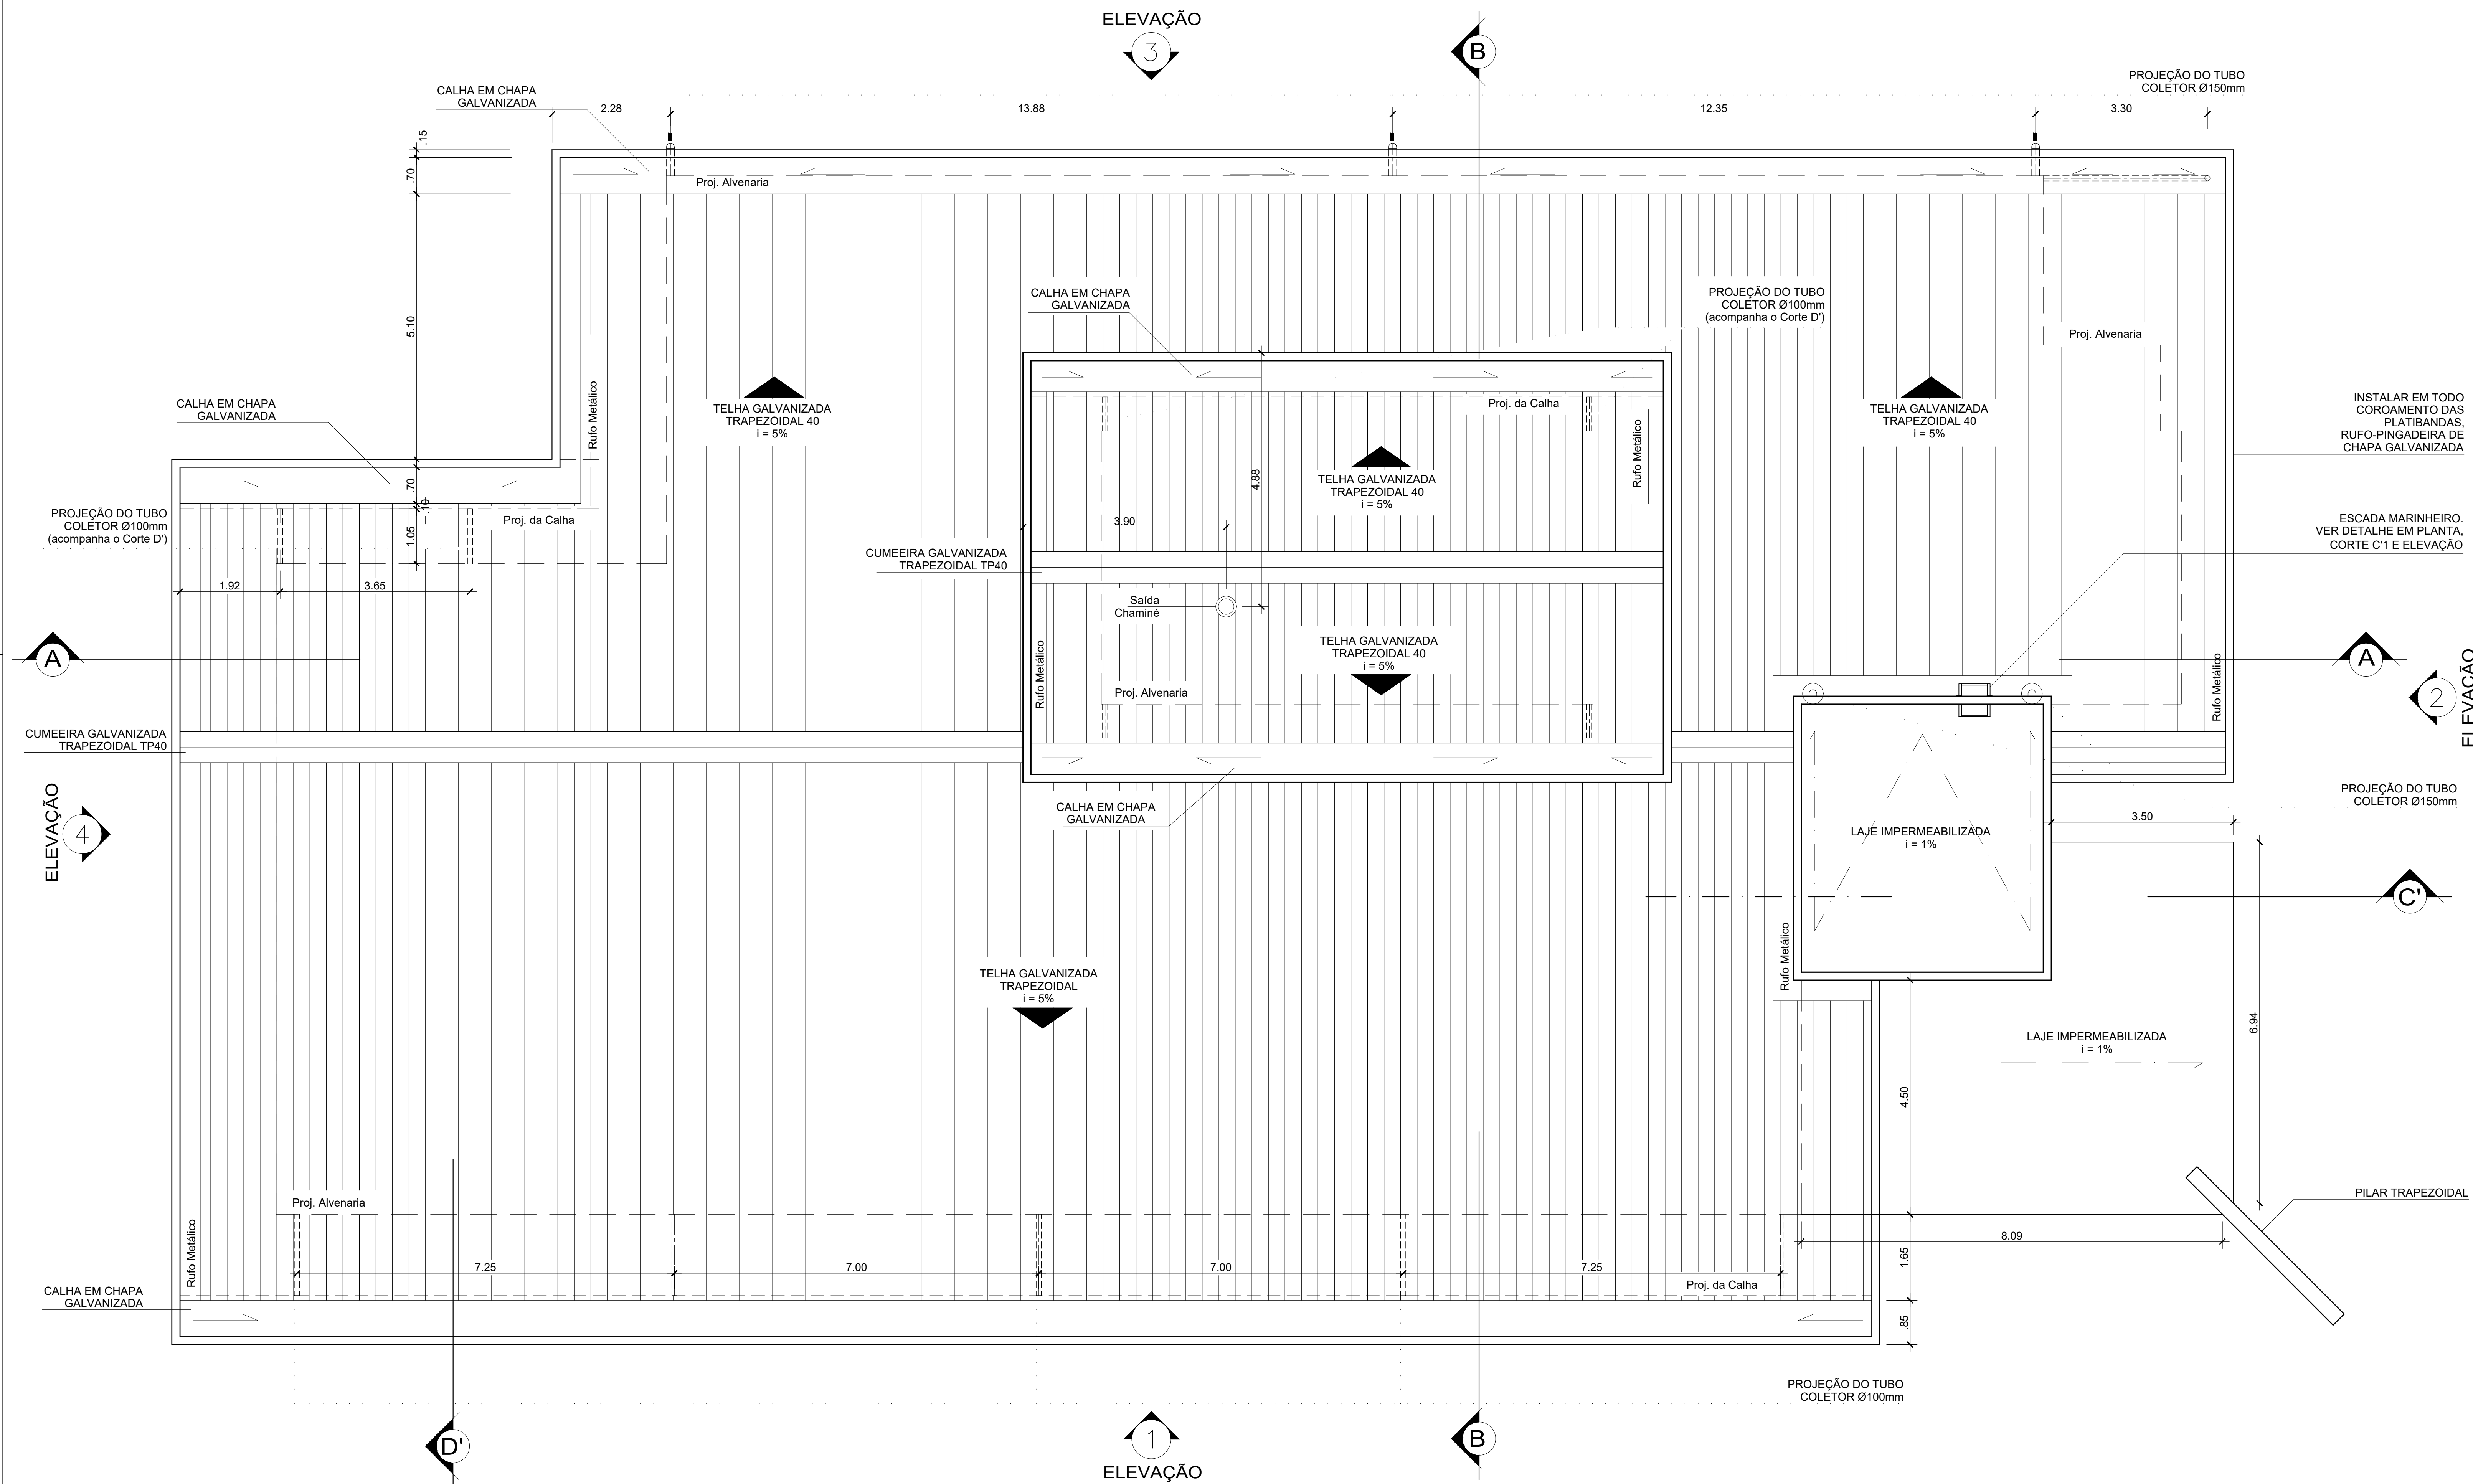 ELEVAÇÃO
3
B
PROJEÇÃO DO TUBO
COLETOR Ø150mm
CALHA EM CHAPA
GALVANIZADA
2.28
13.88
12.35
3.30
.15
.70
Proj. Alvenaria
5.10
CALHA EM CHAPA
GALVANIZADA
PROJEÇÃO DO TUBO
COLETOR Ø100mm
(acompanha o Corte D')
Proj. Alvenaria
CALHA EM CHAPA
GALVANIZADA
Rufo Metálico
TELHA GALVANIZADA
TRAPEZOIDAL 40
i = 5%
Proj. da Calha
Rufo Metálico
TELHA GALVANIZADA
TRAPEZOIDAL 40
i = 5%
INSTALAR EM TODO
COROAMENTO DAS
PLATIBANDAS,
RUFO-PINGADEIRA DE
CHAPA GALVANIZADA
.70
.10
1.05
4.88
TELHA GALVANIZADA
TRAPEZOIDAL 40
i = 5%
PROJEÇÃO DO TUBO
COLETOR Ø100mm
(acompanha o Corte D')
Proj. da Calha
3.90
ESCADA MARINHEIRO.
VER DETALHE EM PLANTA,
CORTE C'1 E ELEVAÇÃO
CUMEEIRA GALVANIZADA
TRAPEZOIDAL TP40
1.92
3.65
Saída
Chaminé
TELHA GALVANIZADA
TRAPEZOIDAL 40
i = 5%
A
A
Rufo Metálico
Proj. Alvenaria
Rufo Metálico
2
ELEVAÇÃO
CUMEEIRA GALVANIZADA
TRAPEZOIDAL TP40
ELEVAÇÃO
4
CALHA EM CHAPA
GALVANIZADA
PROJEÇÃO DO TUBO
COLETOR Ø150mm
3.50
LAJE IMPERMEABILIZADA
i = 1%
C'
Rufo Metálico
TELHA GALVANIZADA
TRAPEZOIDAL
i = 5%
6.94
LAJE IMPERMEABILIZADA
i = 1%
4.50
Proj. Alvenaria
Rufo Metálico
PILAR TRAPEZOIDAL
8.09
1.65
7.25
7.00
7.00
7.25
Proj. da Calha
CALHA EM CHAPA
GALVANIZADA
.85
PROJEÇÃO DO TUBO
COLETOR Ø100mm
D'
1
B
ELEVAÇÃO